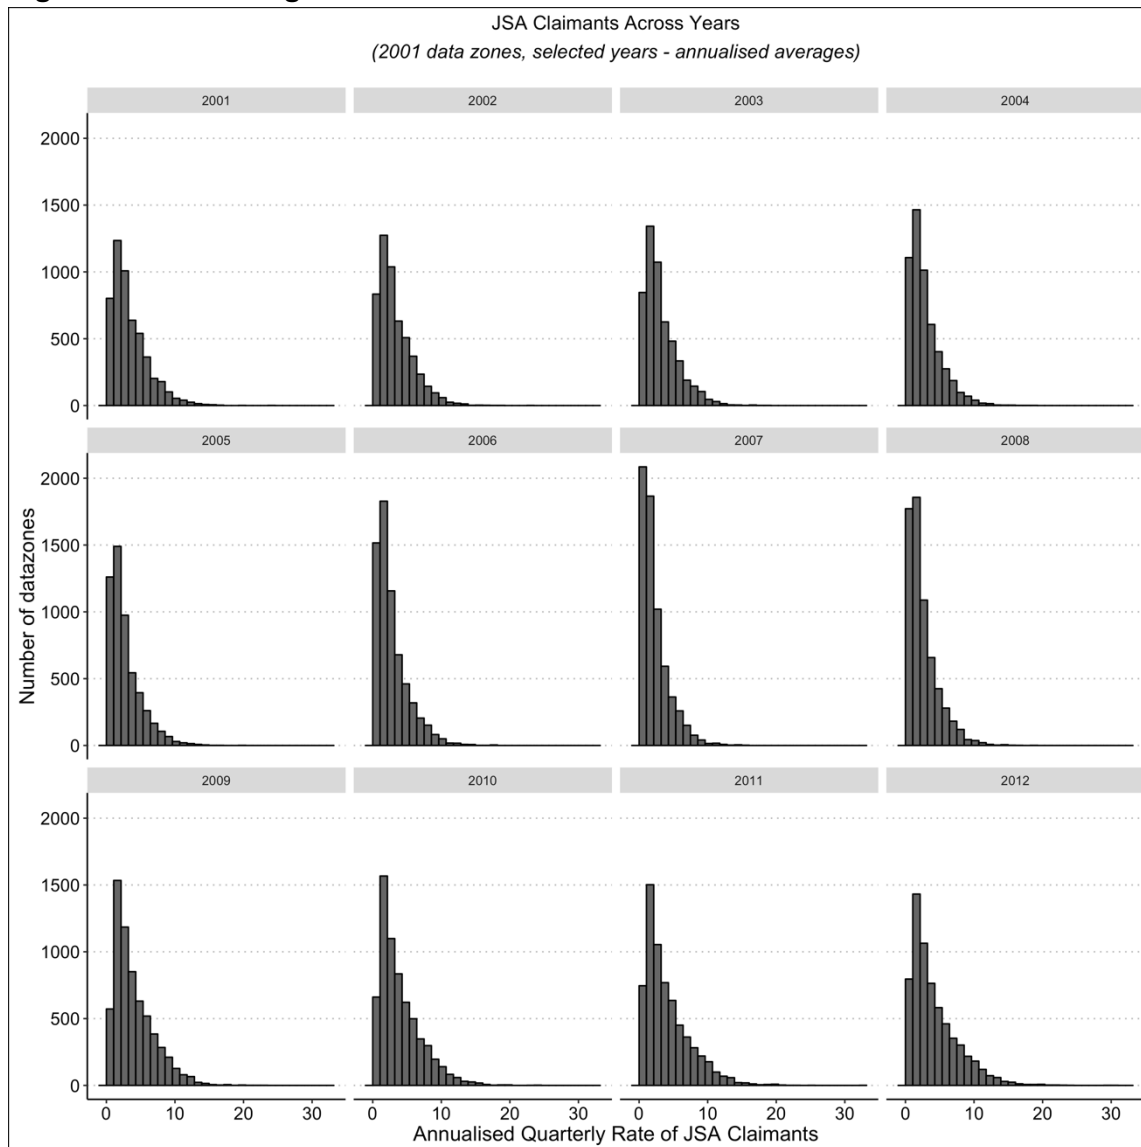 JSA Claimants Across Years
(2001 data zones, selected years - annualised averages)
2001 2002 2003 2004
2000
1500
1000
500
0
2005 2006 2007 2008
2000
1500
1000
500
0
Number of datazones
2009 2010 2011 2012
2000
1500
1000
500
0
0 10 20 30 0 10 20 30 0 10 20 30 0 10 20 30
Annualised Quarterly Rate of JSA Claimants